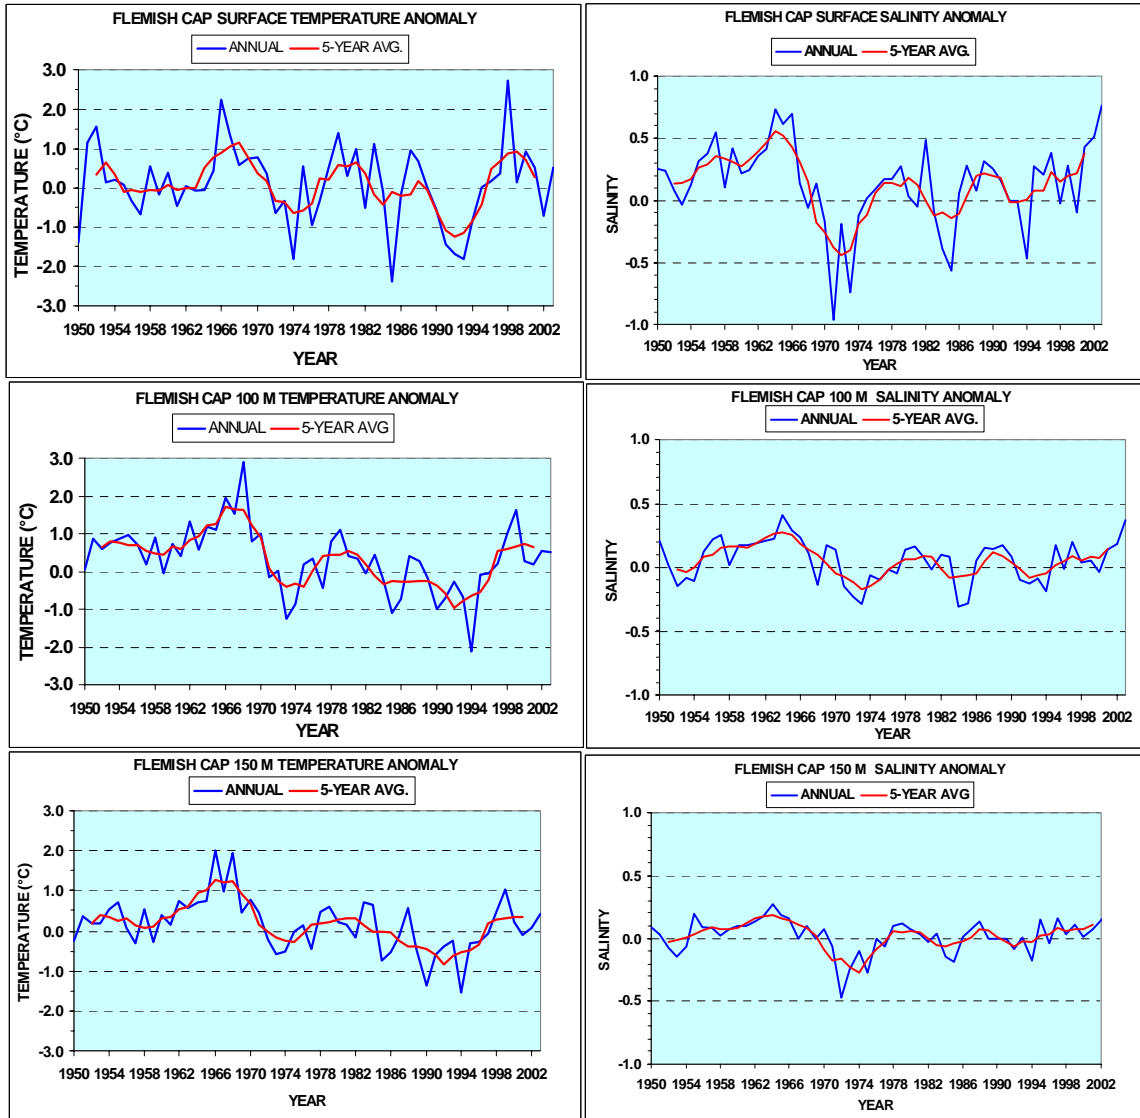 FLEMISH CAP SURFACE TEMPERATURE ANOMALY
ANNUAL 5-YEAR AVG.
TEMPERATURE (°C)
3.0
2.0
1.0
0.0
-1.0
-2.0
-3.0
1950 1954 1958 1962 1966 1970 1974 1978 1982 1986 1990 1994 1998 2002
YEAR
FLEMISH CAP SURFACE SALINITY ANOMALY
ANNUAL 5-YEAR AVG.
SALINITY
1.0
0.5
0.0
-0.5
-1.0
1950 1954 1958 1962 1966 1970 1974 1978 1982 1986 1990 1994 1998 2002
YEAR
FLEMISH CAP 100 M TEMPERATURE ANOMALY
ANNUAL 5-YEAR AVG
TEMPERATURE (°C)
3.0
2.0
1.0
0.0
-1.0
-2.0
-3.0
1950 1954 1958 1962 1966 1970 1974 1978 1982 1986 1990 1994 1998 2002
YEAR
FLEMISH CAP 100 M SALINITY ANOMALY
ANNUAL 5-YEAR AVG.
SALINITY
1.0
0.5
0.0
-0.5
-1.0
1950 1954 1958 1962 1966 1970 1974 1978 1982 1986 1990 1994 1998 2002
YEAR
FLEMISH CAP 150 M TEMPERATURE ANOMALY
ANNUAL 5-YEAR AVG.
TEMPERATURE (°C)
3.0
2.0
1.0
0.0
-1.0
-2.0
-3.0
1950 1954 1958 1962 1966 1970 1974 1978 1982 1986 1990 1994 1998 2002
YEAR
FLEMISH CAP 150 M SALINITY ANOMALY
ANNUAL 5-YEAR AVG
SALINITY
1.0
0.5
0.0
-0.5
-1.0
1950 1954 1958 1962 1966 1970 1974 1978 1982 1986 1990 1994 1998 2002
YEAR